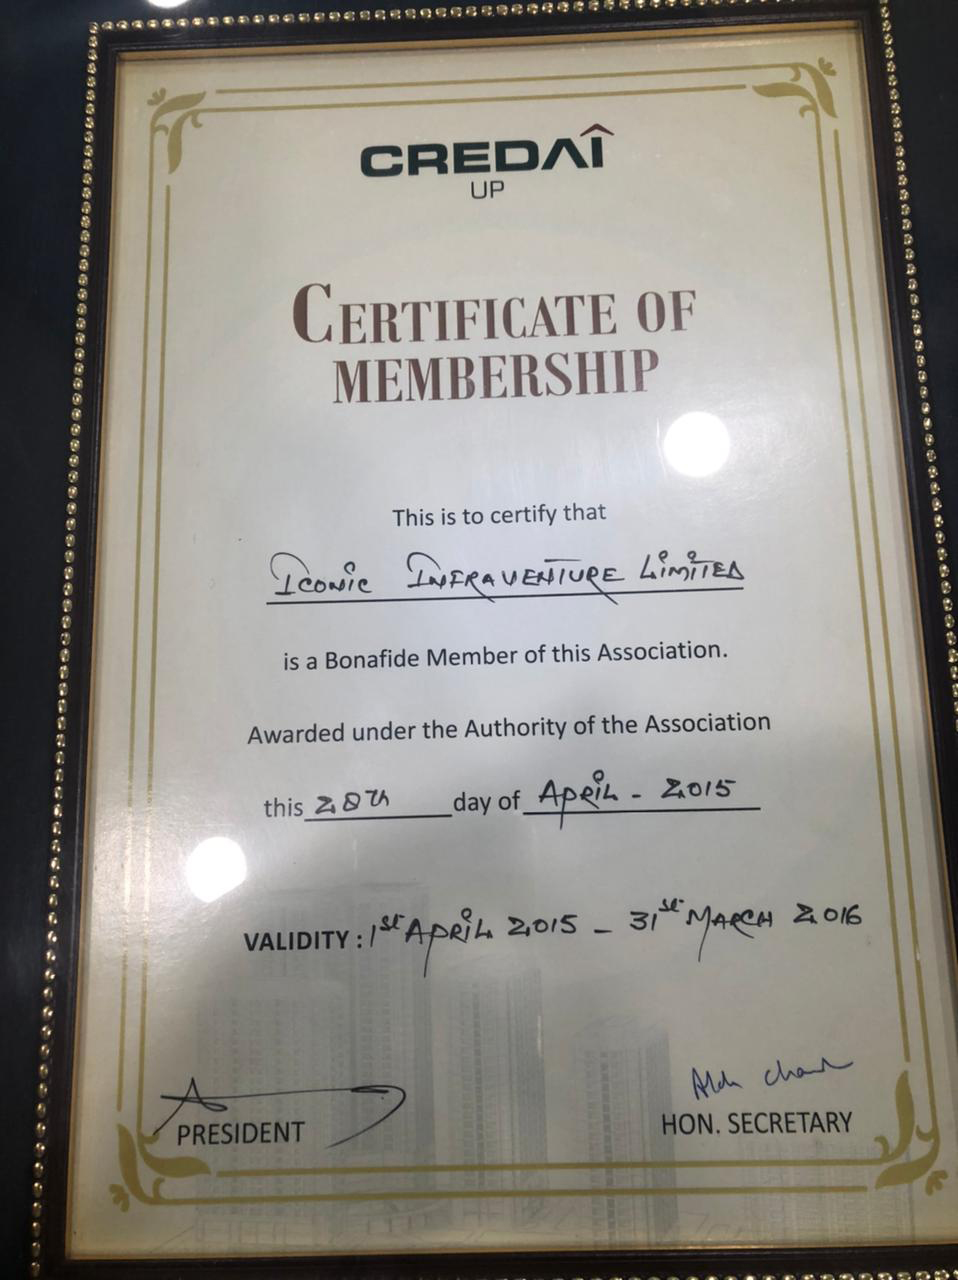 CREDAI
UP
CERTIFICATE OF
MEMBERSHIP
This is to certify that
ICONIC INFRAVENTURE LIMITED
is a Bonafide Member of this Association.
Awarded under the Authority of the Association
this 28th day of APRIL - 2015
VALIDITY : 1st APRIL 2015 - 31st MARCH 2016
PRESIDENT
HON. SECRETARY